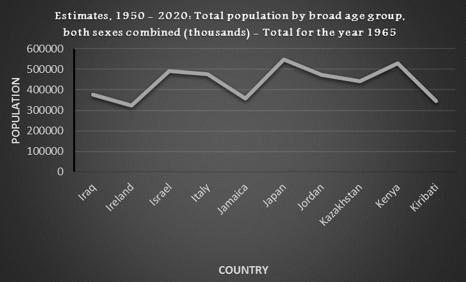 Estimates, 1950 - 2020: Total population by broad age group,
both sexes combined (thousands) - Total for the year 1965
POPULATION
600000
500000
400000
300000
200000
100000
0
Iraq
Ireland
Israel
Italy
Jamaica
Japan
Jordan
Kazakhstan
Kenya
Kiribati
COUNTRY